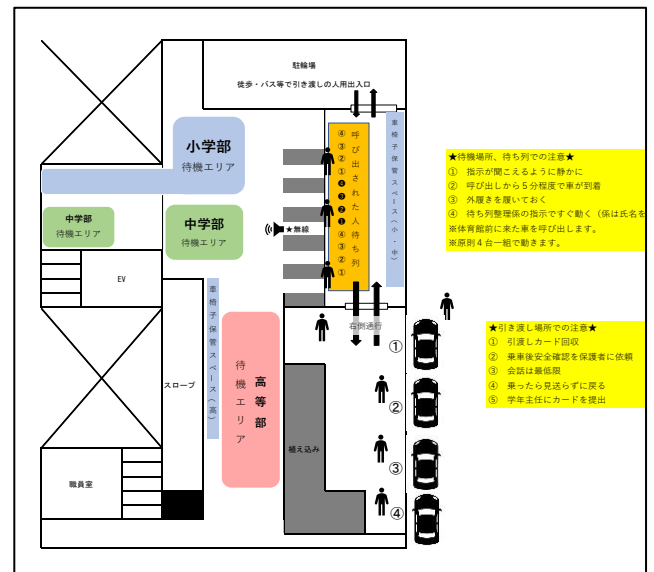 駐輪場
徒歩・バス等で引き渡しの人用出入口
小学部
待機エリア
中学部
待機エリア
中学部
待機エリア
EV
スロープ
職員室
車椅子保管スペース(高)
高等部
待機エリア
植え込み
★無線
呼び出された人待ち列
④③②①❹❸❷❶④③②①
車椅子保管スペース(小・中)
右側通行
①
②
③
④
★待機場所、待ち列での注意★
① 指示が聞こえるように静かに
② 呼び出しから5分程度で車が到着
③ 外履きを履いておく
④ 待ち列整理係の指示ですぐ動く(係は氏名を
※体育館前に来た車を呼び出します。
※原則4台一組で動きます。
★引き渡し場所での注意★
① 引渡しカード回収
② 乗車後安全確認を保護者に依頼
③ 会話は最低限
④ 乗ったら見送らずに戻る
⑤ 学年主任にカードを提出